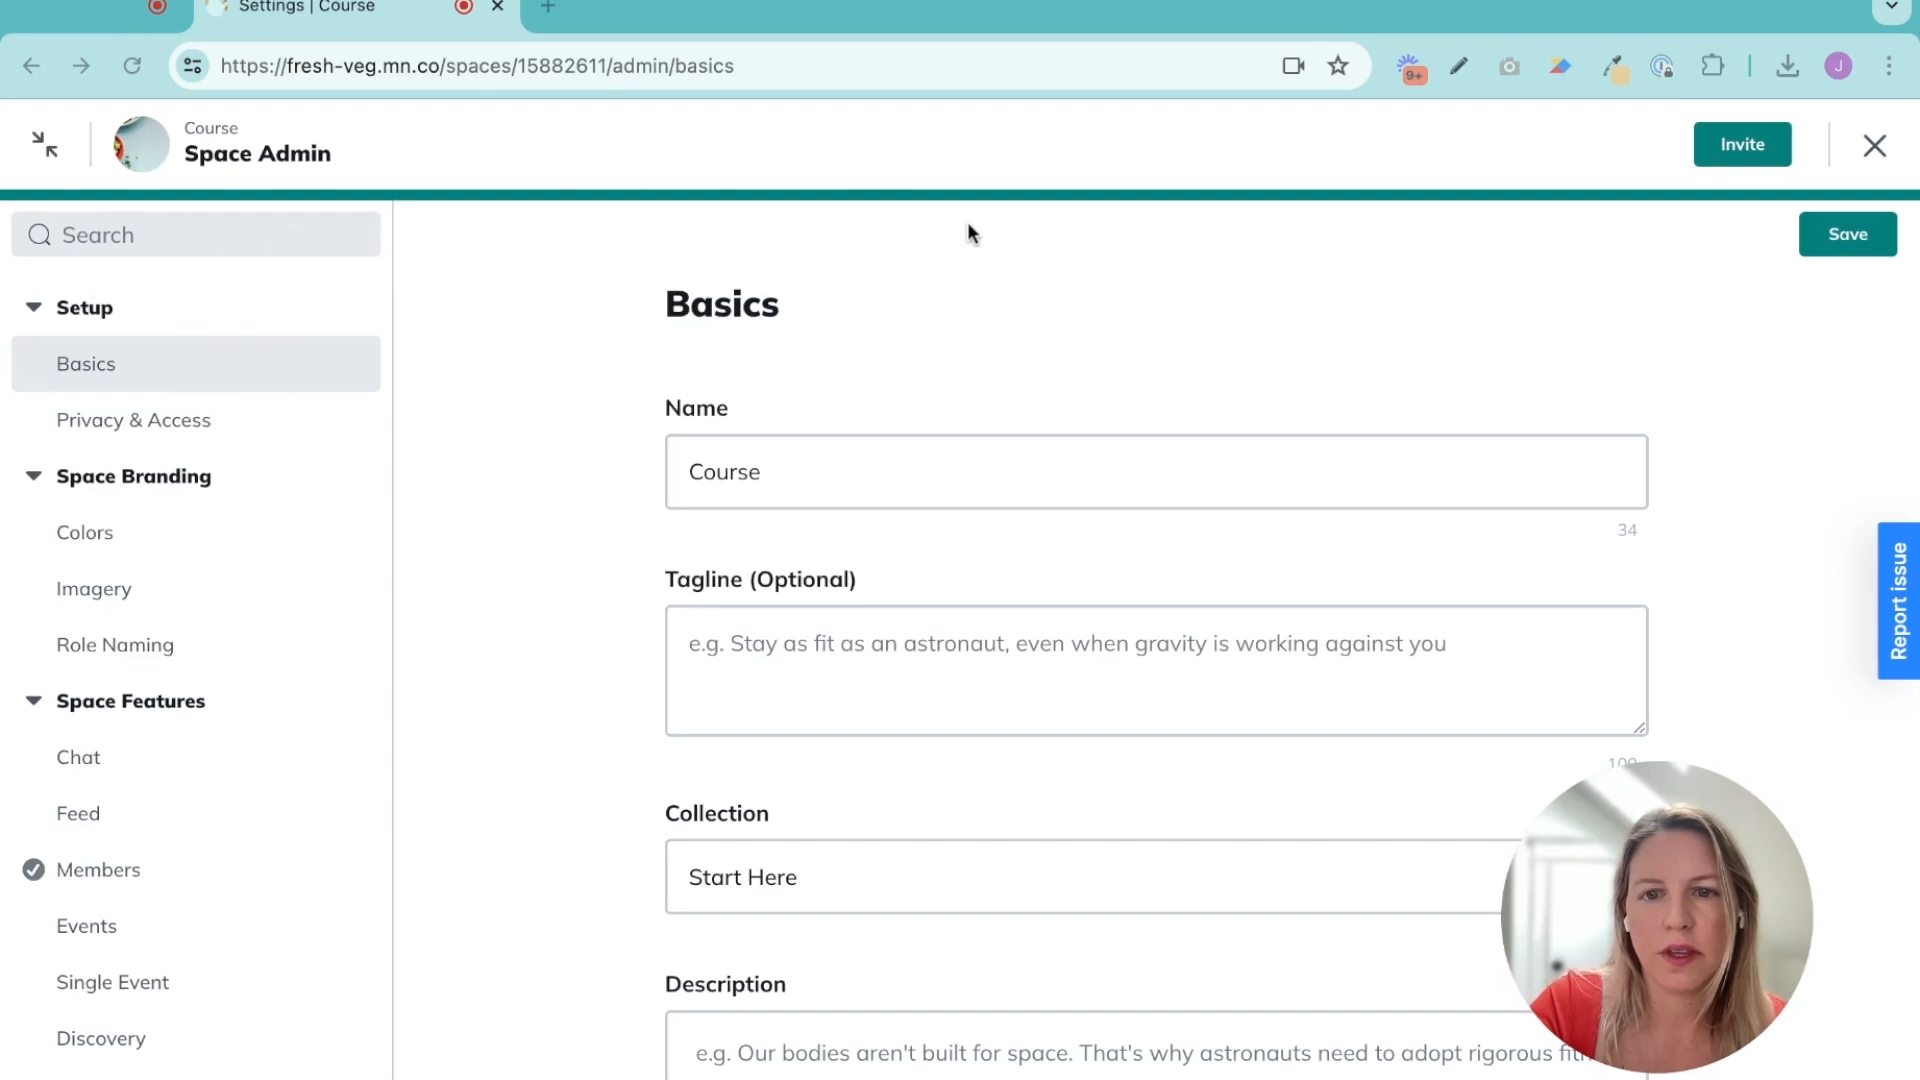 Settings | Course
https://fresh-veg.mn.co/spaces/15882611/admin/basics
9+
J
Course
Space Admin
Invite
Search
Save
Setup
Basics
Basics
Privacy & Access
Name
Space Branding
Course
34
Colors
Tagline (Optional)
Imagery
e.g. Stay as fit as an astronaut, even when gravity is working against you
Report issue
Role Naming
Space Features
Chat
100
Feed
Collection
Members
Start Here
Events
Single Event
Description
Discovery
e.g. Our bodies aren't built for space. That's why astronauts need to adopt rigorous